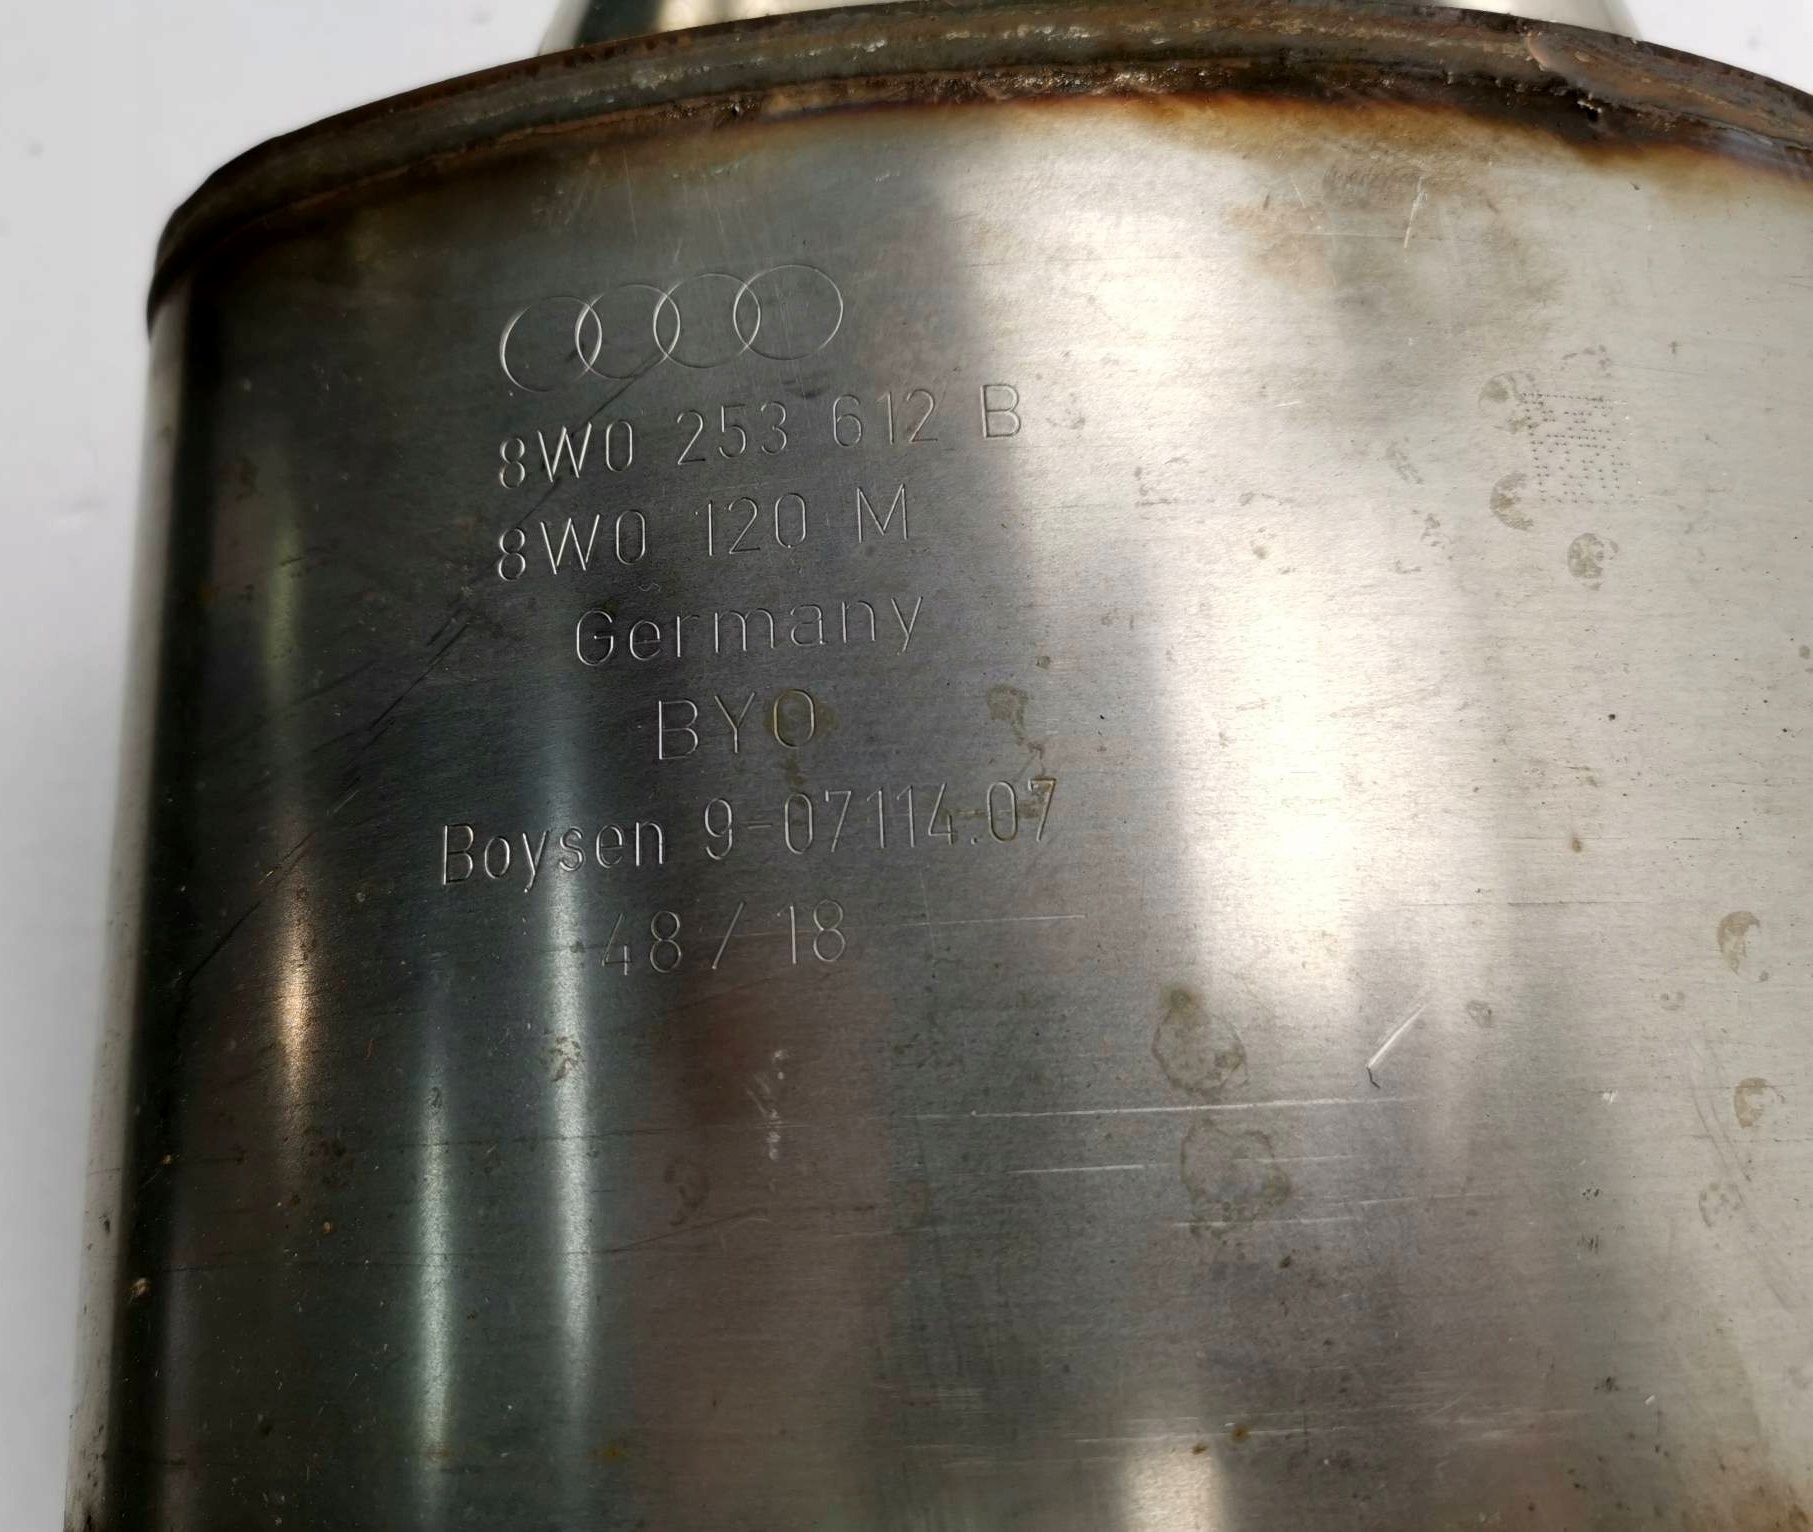 8W0 253 612 B
8W0 120 M
Germany
BYO
Boysen 9-07114.07
48 / 18